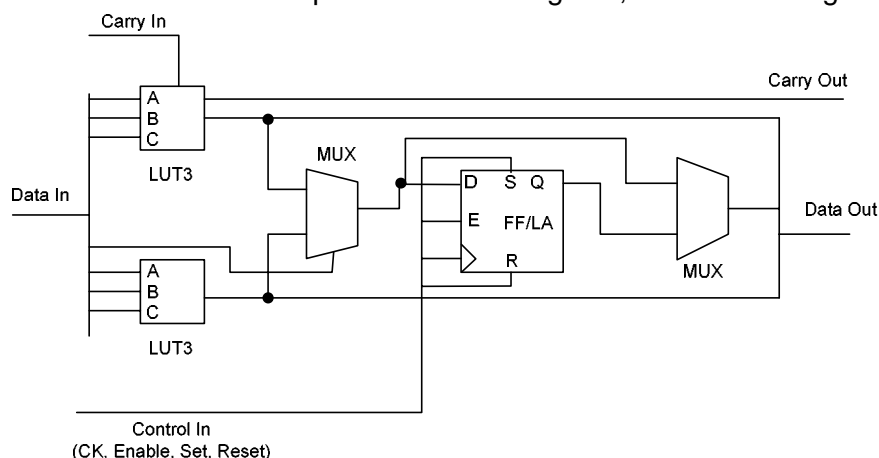 Carry In
Carry Out
A
B
C
LUT3
MUX
D S Q
E FF/LA
R
MUX
Data In
Data Out
A
B
C
LUT3
Control In
(CK, Enable, Set, Reset)